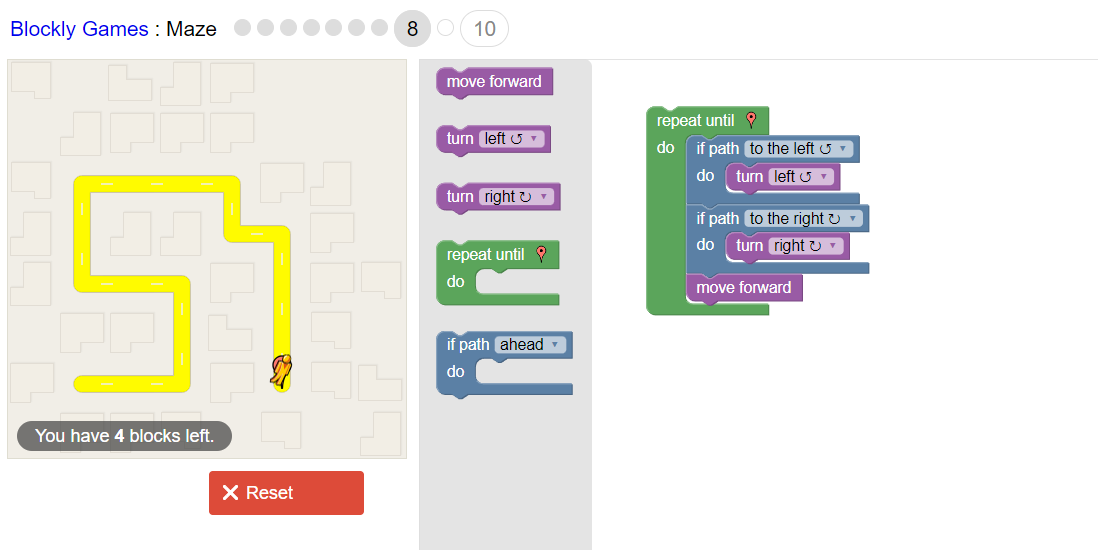 Blockly Games : Maze 8 10
move forward
turn left ↺ ▾
turn right ↻ ▾
repeat until
do
if path ahead ▾
do
repeat until
do if path to the left ↺ ▾
do turn left ↺ ▾
if path to the right ↻ ▾
do turn right ↻ ▾
move forward
You have 4 blocks left.
Reset